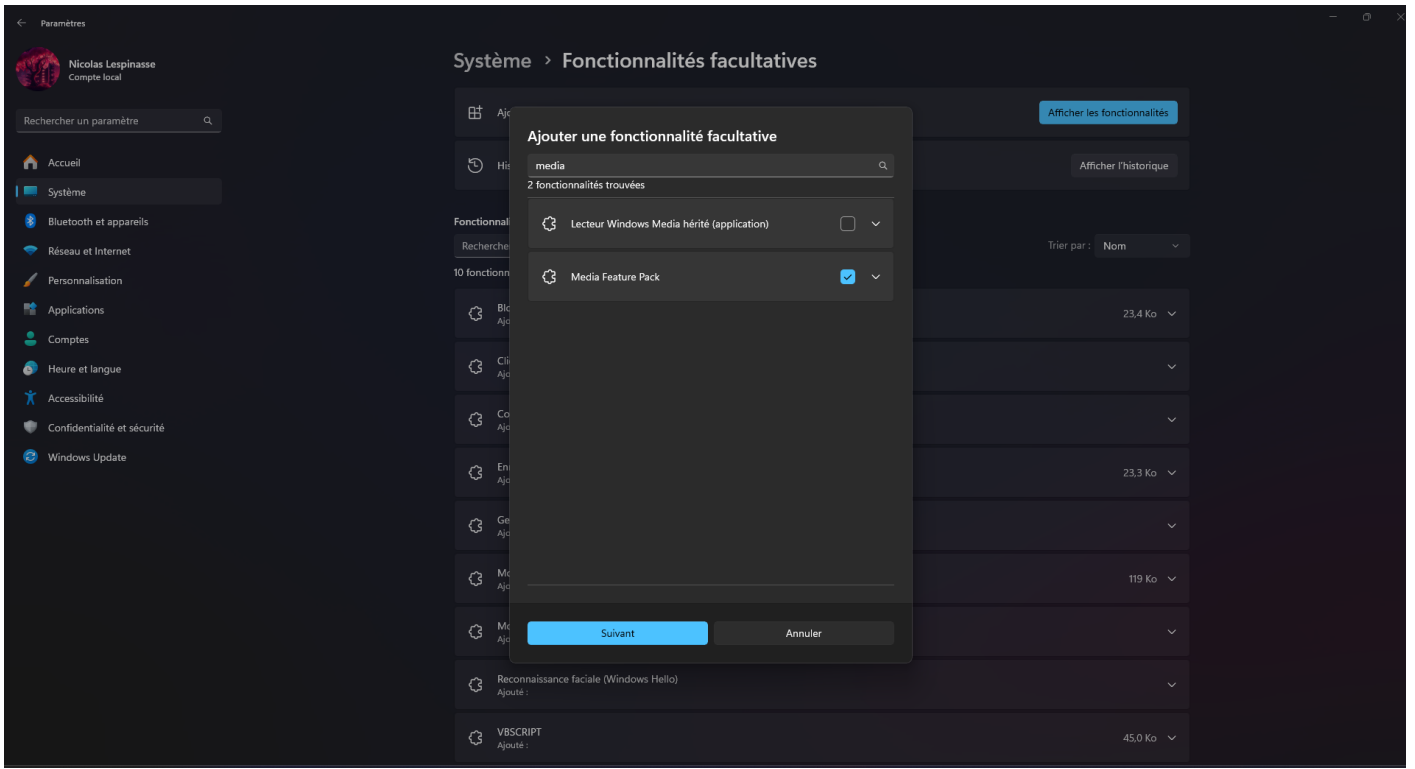 Paramètres
Nicolas Lespinasse
Compte local
Rechercher un paramètre
Accueil
Système
Bluetooth et appareils
Réseau et Internet
Personnalisation
Applications
Comptes
Heure et langue
Accessibilité
Confidentialité et sécurité
Windows Update
Système > Fonctionnalités facultatives
Afficher les fonctionnalités
Afficher l'historique
Trier par : Nom
Ajouter une fonctionnalité facultative
media
2 fonctionnalités trouvées
Lecteur Windows Media hérité (application)
Media Feature Pack
Suivant
Annuler
23,4 Ko
23,3 Ko
119 Ko
Reconnaissance faciale (Windows Hello)
Ajouté :
VBSCRIPT
Ajouté :
45,0 Ko